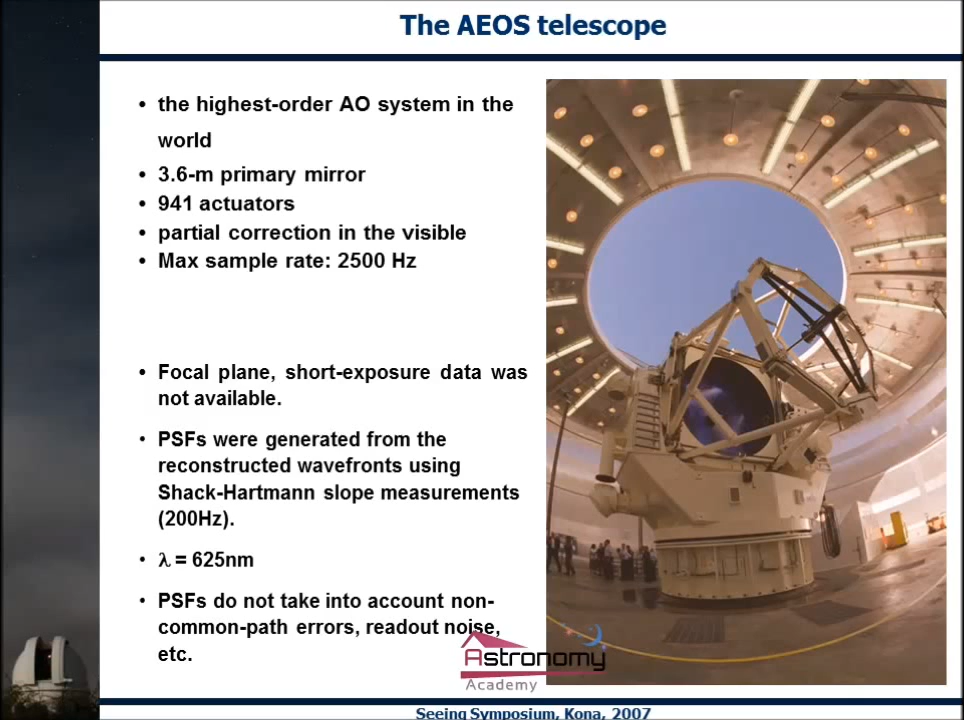 The AEOS telescope
• the highest-order AO system in the
world
• 3.6-m primary mirror
• 941 actuators
• partial correction in the visible
• Max sample rate: 2500 Hz
• Focal plane, short-exposure data was
not available.
• PSFs were generated from the
reconstructed wavefronts using
Shack-Hartmann slope measurements
(200Hz).
• λ = 625nm
• PSFs do not take into account non-
common-path errors, readout noise,
etc.
Astronomy
Academy
Seeing Symposium, Kona, 2007